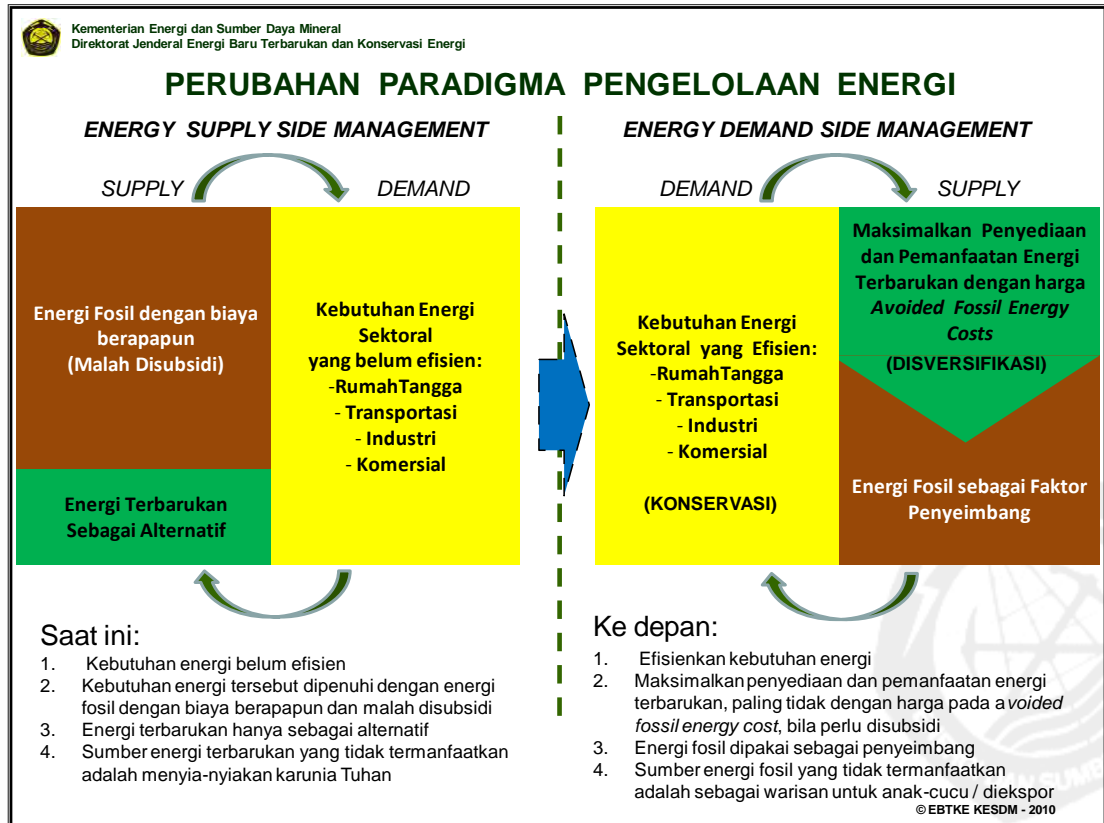 Kementerian Energi dan Sumber Daya Mineral
Direktorat Jenderal Energi Baru Terbarukan dan Konservasi Energi
PERUBAHAN PARADIGMA PENGELOLAAN ENERGI
ENERGY SUPPLY SIDE MANAGEMENT
SUPPLY
DEMAND
Energi Fosil dengan biaya
berapapun
(Malah Disubsidi)
Energi Terbarukan
Sebagai Alternatif
Kebutuhan Energi
Sektoral
yang belum efisien:
-RumahTangga
- Transportasi
- Industri
- Komersial
Saat ini:
1. Kebutuhan energi belum efisien
2. Kebutuhan energi tersebut dipenuhi dengan energi
fosil dengan biaya berapapun dan malah disubsidi
3. Energi terbarukan hanya sebagai alternatif
4. Sumber energi terbarukan yang tidak termanfaatkan
adalah menyia-nyiakan karunia Tuhan
ENERGY DEMAND SIDE MANAGEMENT
DEMAND
SUPPLY
Kebutuhan Energi
Sektoral yang Efisien:
-RumahTangga
- Transportasi
- Industri
- Komersial
(KONSERVASI)
Maksimalkan Penyediaan
dan Pemanfaatan Energi
Terbarukan dengan harga
Avoided Fossil Energy
Costs
(DISVERSIFIKASI)
Energi Fosil sebagai Faktor
Penyeimbang
Ke depan:
1. Efisienkan kebutuhan energi
2. Maksimalkan penyediaan dan pemanfaatan energi
terbarukan, paling tidak dengan harga pada avoided
fossil energy cost, bila perlu disubsidi
3. Energi fosil dipakai sebagai penyeimbang
4. Sumber energi fosil yang tidak termanfaatkan
adalah sebagai warisan untuk anak-cucu / diekspor
© EBTKE KESDM - 2010